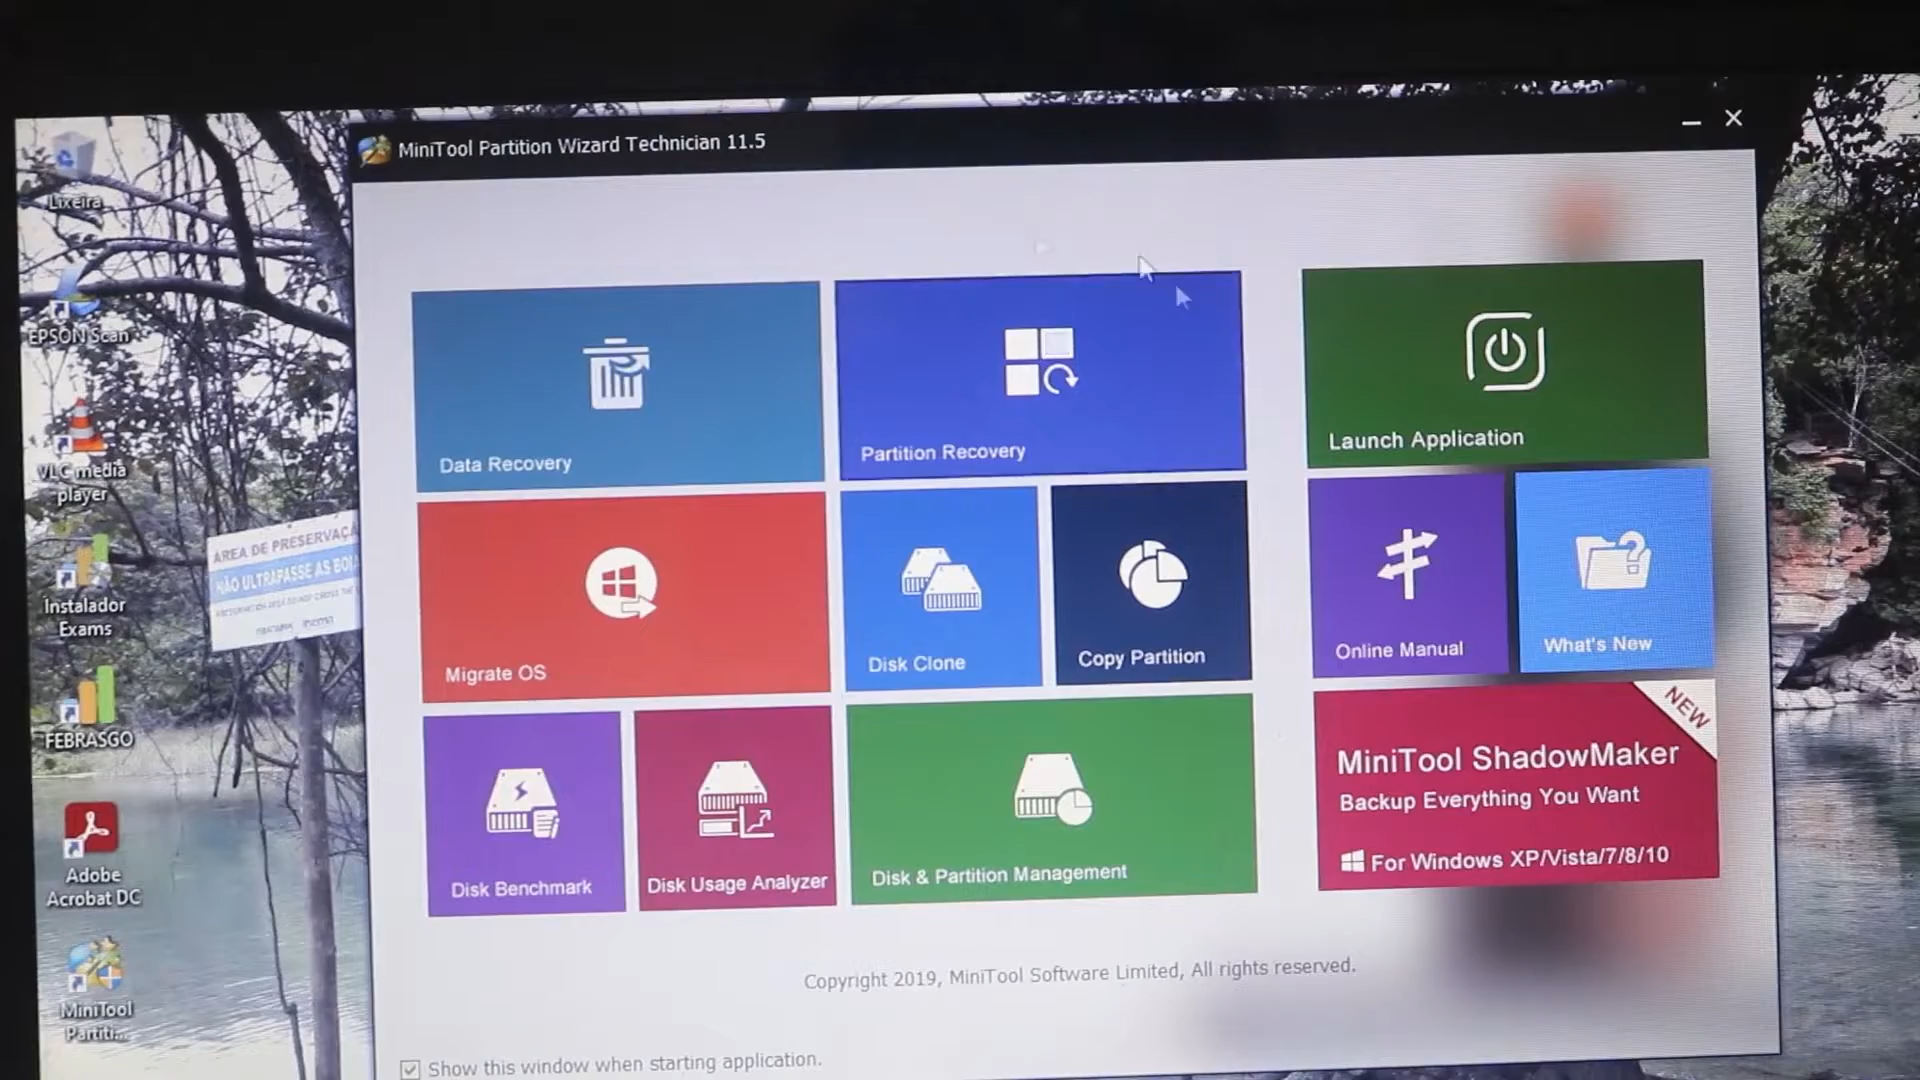 MiniTool Partition Wizard Technician 11.5
Lixeira
EPSON Scan
VLC media
player
Instalador
Exams
FEBRASGO
Adobe
Acrobat DC
MiniTool
Partiti...
ÁREA DE PRESERVAÇÃ
NÃO ULTRAPASSE AS BOI
Data Recovery
Partition Recovery
Launch Application
Migrate OS
Disk Clone
Copy Partition
Online Manual
What's New
Disk Benchmark
Disk Usage Analyzer
Disk & Partition Management
NEW
MiniTool ShadowMaker
Backup Everything You Want
For Windows XP/Vista/7/8/10
Copyright 2019, MiniTool Software Limited, All rights reserved.
Show this window when starting application.